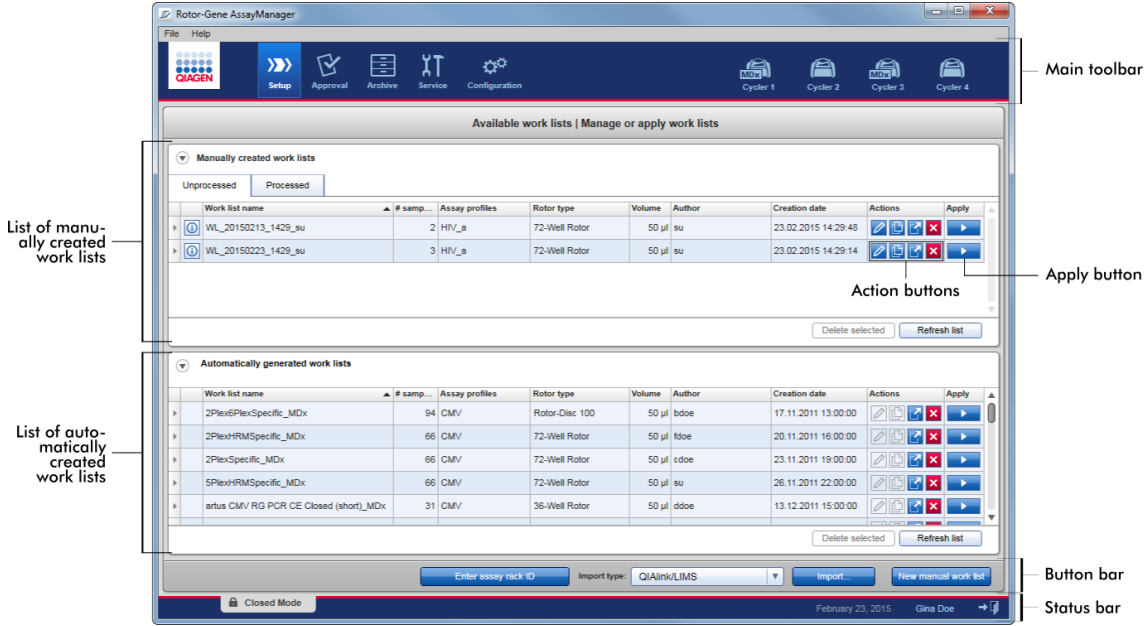 Rotor-Gene AssayManager
File Help
QIAGEN
Setup Approval Archive Service Configuration
MDx Cycler 1 Cycler 2 MDx Cycler 3 Cycler 4
Main toolbar
Available work lists | Manage or apply work lists
Manually created work lists
Unprocessed Processed
Work list name # samp... Assay profiles Rotor type Volume Author Creation date Actions Apply
WL_20150213_1429_su 2 HIV_a 72-Well Rotor 50 µl su 23.02.2015 14:29:48
WL_20150223_1429_su 3 HIV_a 72-Well Rotor 50 µl su 23.02.2015 14:29:14
List of manu-
ally created
work lists
Apply button
Action buttons
Delete selected Refresh list
Automatically generated work lists
Work list name # samp... Assay profiles Rotor type Volume Author Creation date Actions Apply
2Plex6PlexSpecific_MDx 94 CMV Rotor-Disc 100 50 µl bdoe 17.11.2011 13:00:00
2PlexHRMSpecific_MDx 66 CMV 72-Well Rotor 50 µl fdoe 20.11.2011 16:00:00
2PlexSpecific_MDx 66 CMV 72-Well Rotor 50 µl cdoe 23.11.2011 19:00:00
5PlexHRMSpecific_MDx 66 CMV 72-Well Rotor 50 µl su 26.11.2011 22:00:00
artus CMV RG PCR CE Closed (short)_MDx 31 CMV 36-Well Rotor 50 µl ddoe 13.12.2011 15:00:00
List of auto-
matically
created
work lists
Delete selected Refresh list
Enter assay rack ID Import type: QIAlink/LIMS Import... New manual work list
Button bar
Closed Mode
February 23, 2015 Gina Doe
Status bar